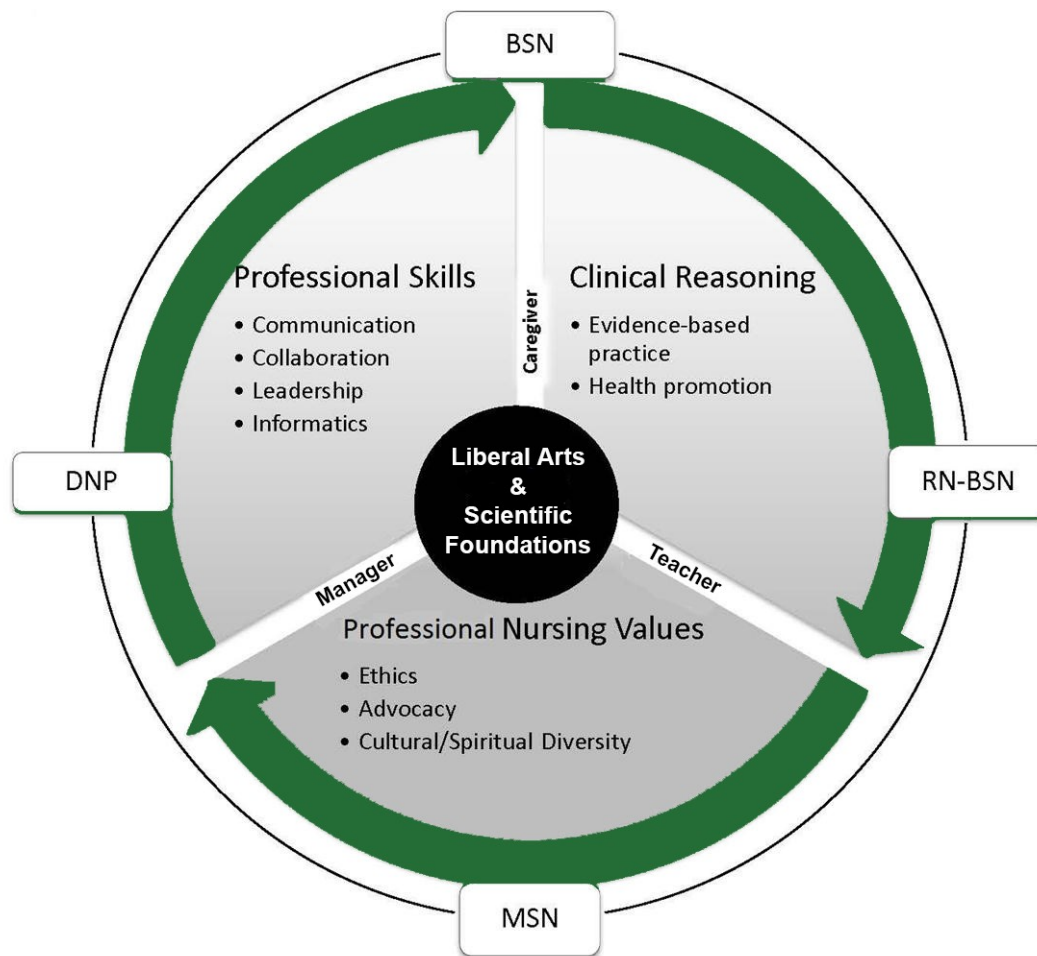 BSN
Professional Skills
• Communication
• Collaboration
• Leadership
• Informatics
Caregiver
Clinical Reasoning
• Evidence-based
practice
• Health promotion
DNP
Liberal Arts
&
Scientific
Foundations
RN-BSN
Manager
Teacher
Professional Nursing Values
• Ethics
• Advocacy
• Cultural/Spiritual Diversity
MSN